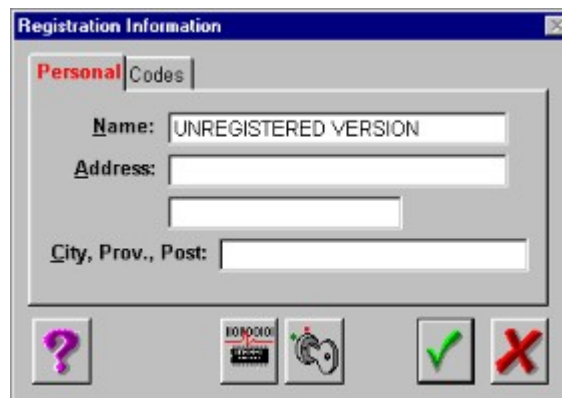 Registration Information
Personal Codes
Name: UNREGISTERED VERSION
Address:
City, Prov., Post: